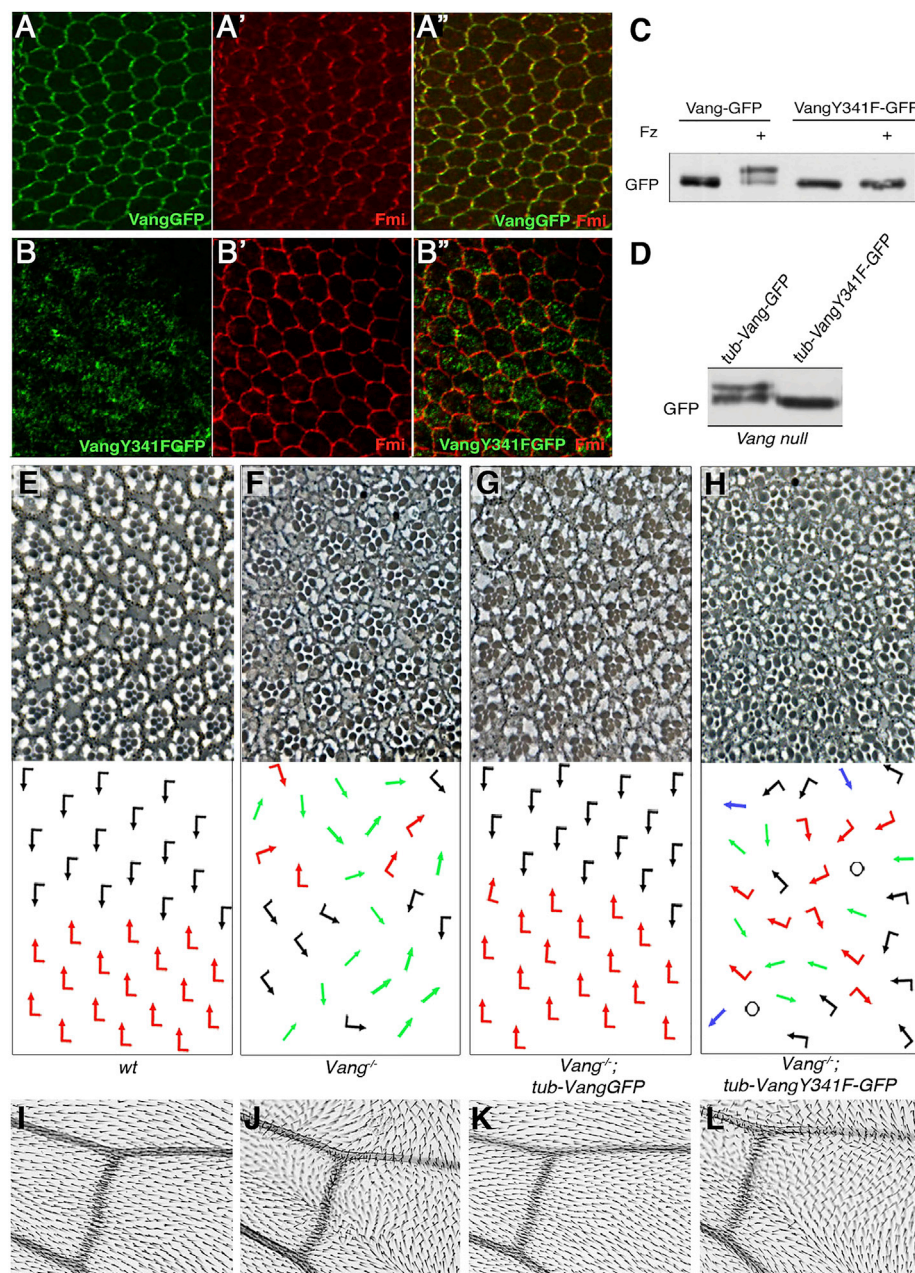 A
A’
A”
VangGFP
Fmi
VangGFP Fmi
B
B’
B”
VangY341FGFP
Fmi
VangY341FGFP Fmi
C
Vang-GFP VangY341F-GFP
Fz + +
GFP
D
tub-Vang-GFP
tub-VangY341F-GFP
GFP
Vang null
E
F
G
H
wt
Vang-/-
Vang-/-;
tub-VangGFP
Vang-/-;
tub-VangY341F-GFP
I
J
K
L